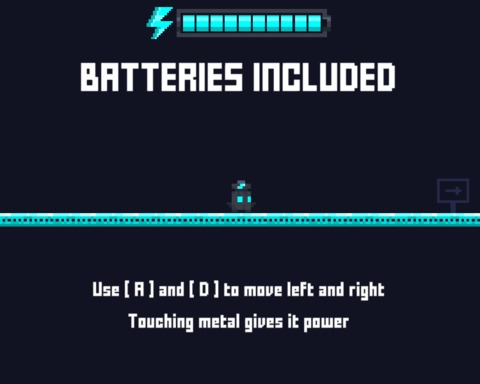 BATTERIES INCLUDED
Use [ A ] and [ D ] to move left and right
Touching metal gives it power